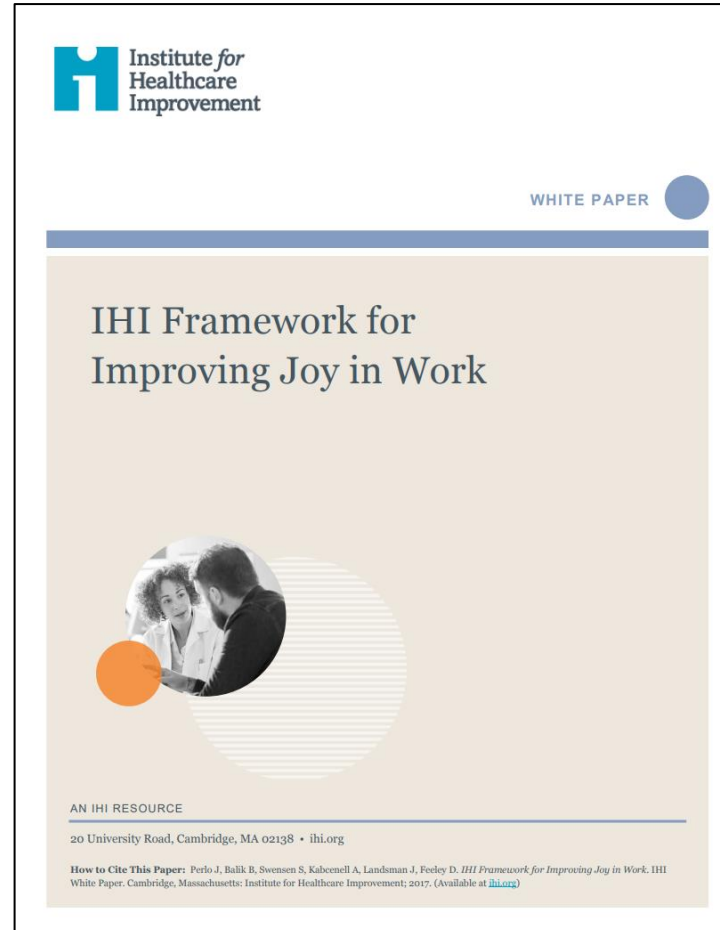 Institute for
Healthcare
Improvement
WHITE PAPER
IHI Framework for
Improving Joy in Work
AN IHI RESOURCE
20 University Road, Cambridge, MA 02138 • ihi.org
How to Cite This Paper: Perlo J, Balik B, Swensen S, Kabcenell A, Landsman J, Feeley D. IHI Framework for Improving Joy in Work. IHI
White Paper. Cambridge, Massachusetts: Institute for Healthcare Improvement; 2017. (Available at ihi.org)